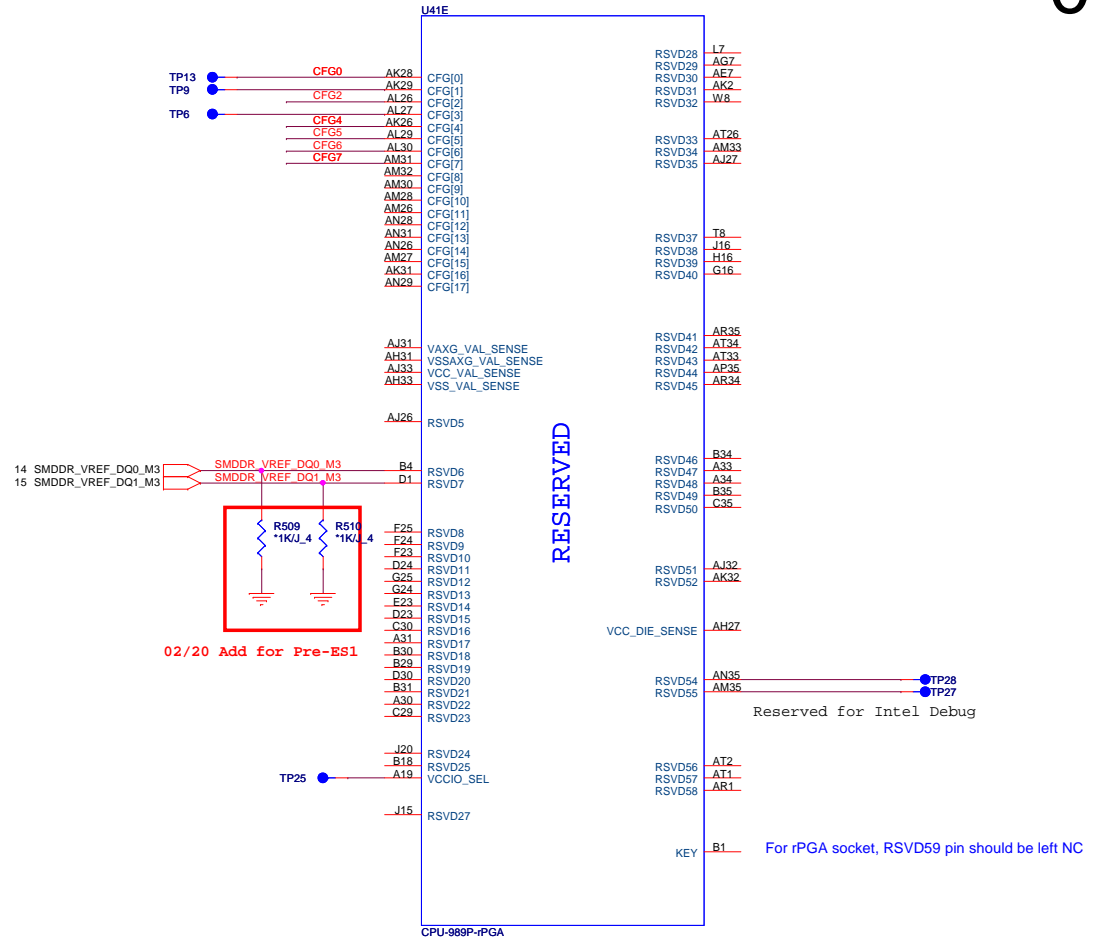 U41E
TP13 CFG0 AK28 CFG[0]
TP9 AK29 CFG[1]
CFG2 AL26 CFG[2]
TP6 AL27 CFG[3]
CFG4 AK26 CFG[4]
CFG5 AL29 CFG[5]
CFG6 AL30 CFG[6]
CFG7 AM31 CFG[7]
AM32 CFG[8]
AM30 CFG[9]
AM28 CFG[10]
AM26 CFG[11]
AN28 CFG[12]
AN31 CFG[13]
AN26 CFG[14]
AM27 CFG[15]
AK31 CFG[16]
AN29 CFG[17]
AJ31 VAXG_VAL_SENSE
AH31 VSSAXG_VAL_SENSE
AJ33 VCC_VAL_SENSE
AH33 VSS_VAL_SENSE
AJ26 RSVD5
14 SMDDR_VREF_DQ0_M3 SMDDR_VREF_DQ0_M3 B4 RSVD6
15 SMDDR_VREF_DQ1_M3 SMDDR_VREF_DQ1_M3 D1 RSVD7
R509 R510
*1K/J_4 *1K/J_4
02/20 Add for Pre-ES1
F25 RSVD8
F24 RSVD9
F23 RSVD10
D24 RSVD11
G25 RSVD12
G24 RSVD13
E23 RSVD14
D23 RSVD15
C30 RSVD16
A31 RSVD17
B30 RSVD18
B29 RSVD19
D30 RSVD20
B31 RSVD21
A30 RSVD22
C29 RSVD23
J20 RSVD24
B18 RSVD25
TP25 A19 VCCIO_SEL
J15 RSVD27
RESERVED
RSVD28 L7
RSVD29 AG7
RSVD30 AE7
RSVD31 AK2
RSVD32 W8
RSVD33 AT26
RSVD34 AM33
RSVD35 AJ27
RSVD37 T8
RSVD38 J16
RSVD39 H16
RSVD40 G16
RSVD41 AR35
RSVD42 AT34
RSVD43 AT33
RSVD44 AP35
RSVD45 AR34
RSVD46 B34
RSVD47 A33
RSVD48 A34
RSVD49 B35
RSVD50 C35
RSVD51 AJ32
RSVD52 AK32
VCC_DIE_SENSE AH27
RSVD54 AN35 TP28
RSVD55 AM35 TP27
Reserved for Intel Debug
RSVD56 AT2
RSVD57 AT1
RSVD58 AR1
KEY B1 For rPGA socket, RSVD59 pin should be left NC
CPU-989P-rPGA